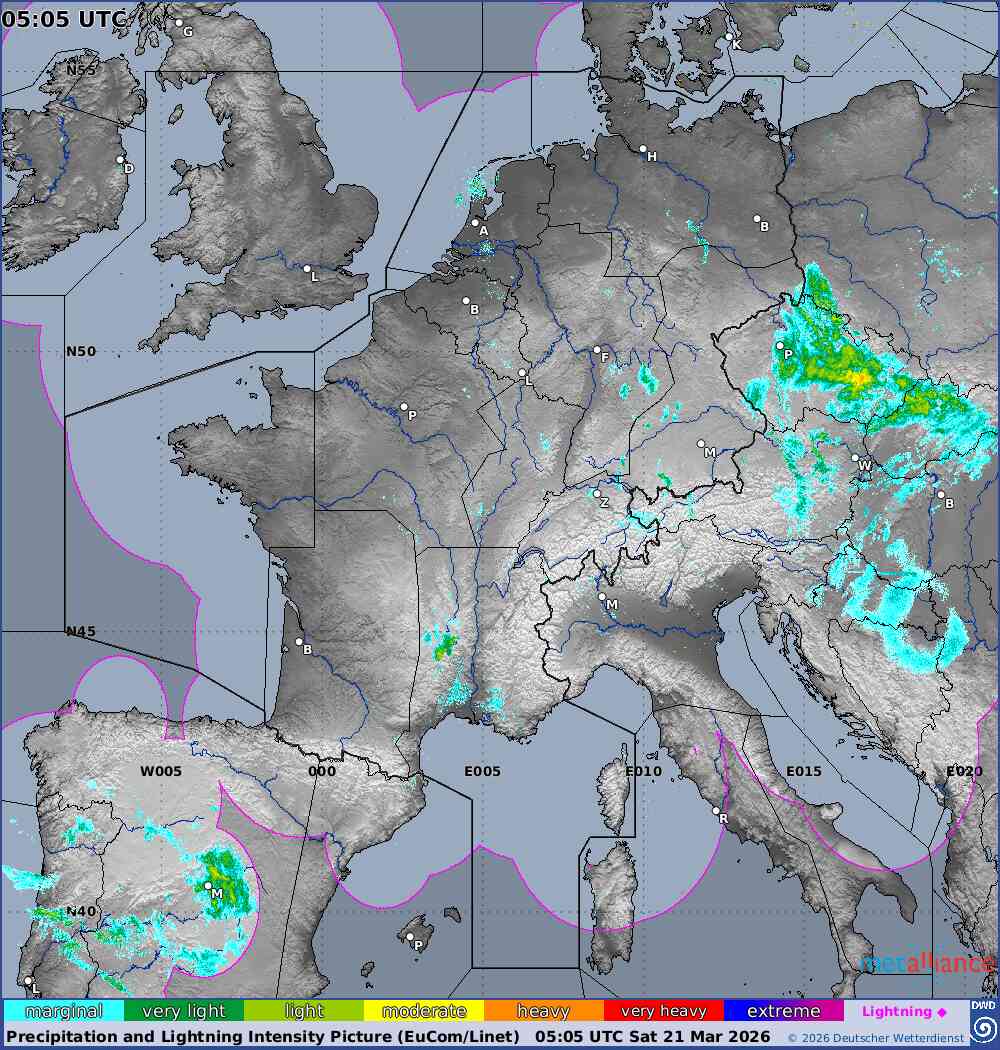 05:05 UTC
G
K
N55
D
H
A
B
L
B
N50
P
F
L
P
M
W
Z
B
M
N45
B
W005
000
E005
E010
E015
E020
R
M
N40
P
L
metalliance
marginal
very light
light
moderate
heavy
very heavy
extreme
Lightning ◆
DWD
Precipitation and Lightning Intensity Picture (EuCom/Linet)
05:05 UTC Sat 21 Mar 2026
© 2026 Deutscher Wetterdienst